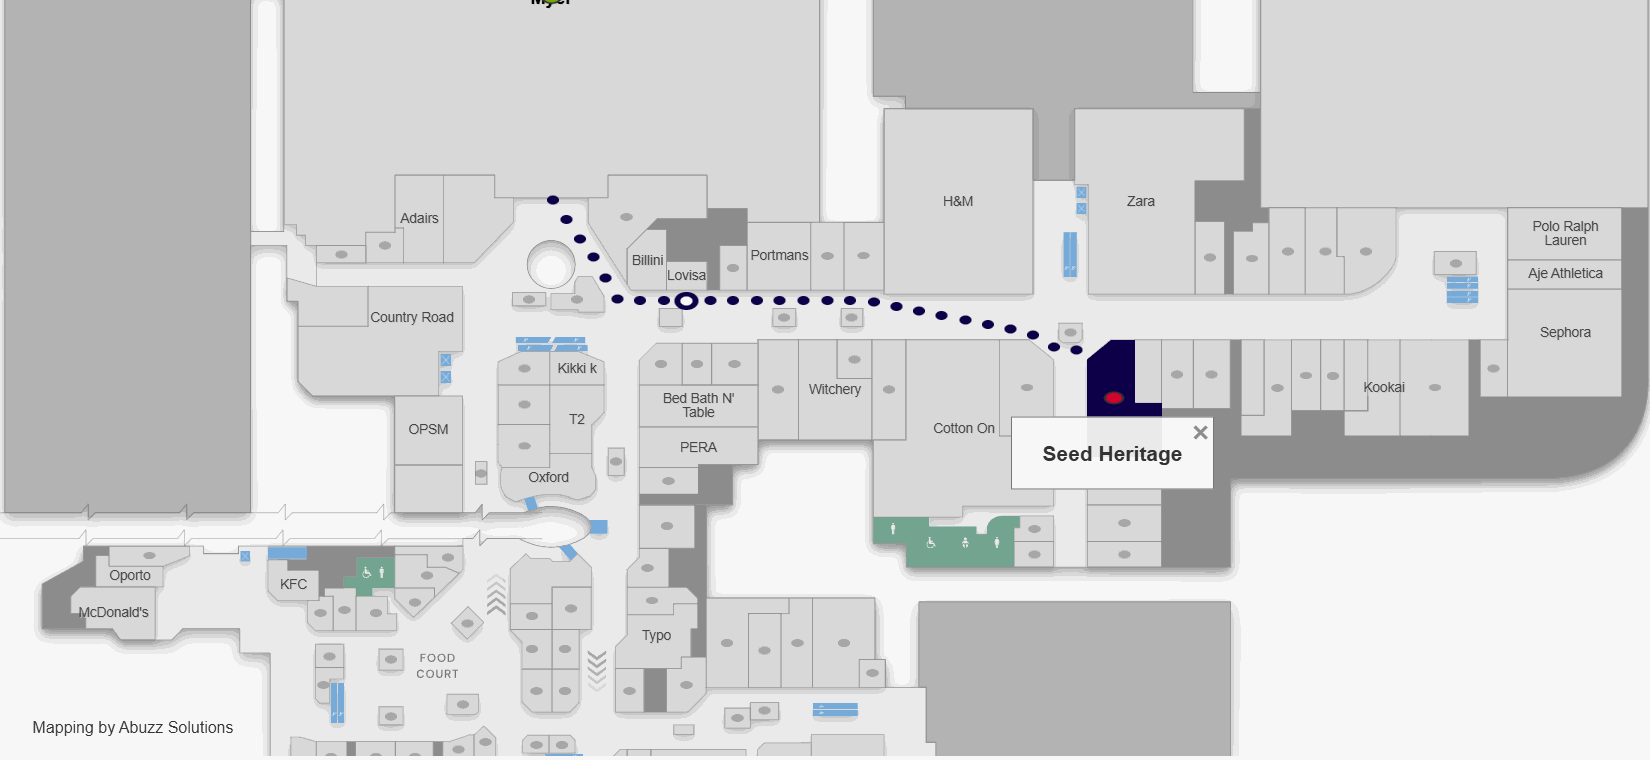 Myer
H&M
Zara
Adairs
Polo Ralph
Lauren
Billini
Portmans
Lovisa
Aje Athletica
Country Road
Sephora
Kikki k
Kookai
Witchery
Bed Bath N'
Table
T2
OPSM
Cotton On
PERA
Seed Heritage
Oxford
Oporto
KFC
McDonald's
Typo
FOOD
COURT
Mapping by Abuzz Solutions